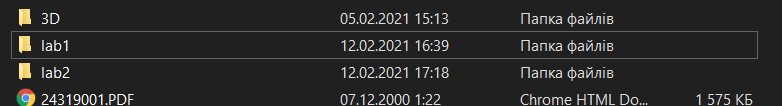 3D 05.02.2021 15:13 Папка файлів
lab1 12.02.2021 16:39 Папка файлів
lab2 12.02.2021 17:18 Папка файлів
24319001.PDF 07.12.2000 1:22 Chrome HTML Do... 1 575 КБ